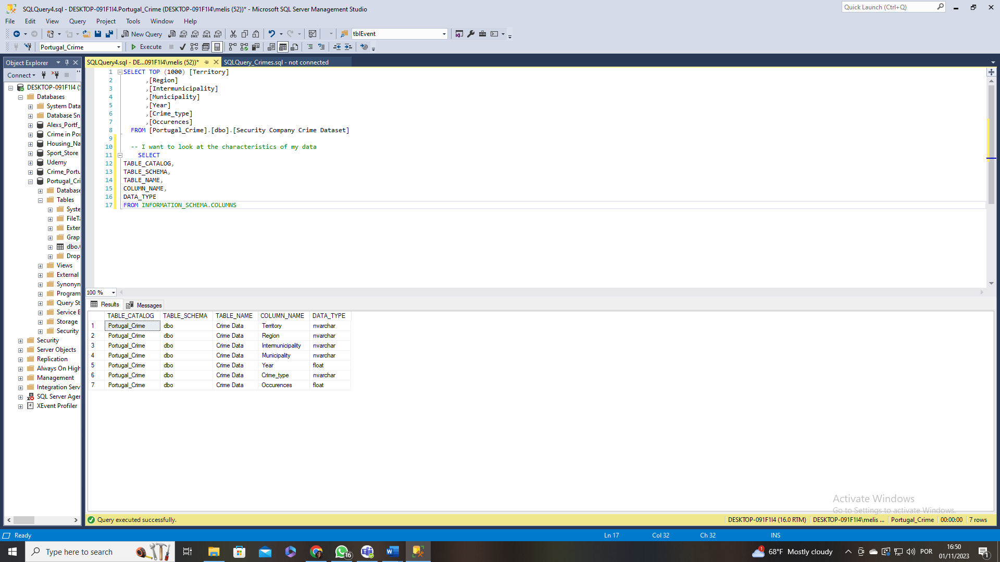 SQLQuery4.sql - DESKTOP-091F1I4.Portugal_Crime (DESKTOP-091F1I4\melis (52))* - Microsoft SQL Server Management Studio
Quick Launch (Ctrl+Q)
File Edit View Query Project Tools Window Help
New Query MDX DMX XMLA DAX tblEvent
Portugal_Crime Execute
Object Explorer
Connect
DESKTOP-091F1I4 (S
Databases
System Data
Database Sn
Alexs_Portf_
Crime in Por
Housing_Na
Sport_Store
Udemy
Crime_Portu
Portugal_Cri
Database
Tables
Syste
FileTa
Exter
Grap
dbo.
Drop
Views
External
Synonyn
Program
Query St
Service E
Storage
Security
Security
Server Objects
Replication
Always On High
Management
Integration Serv
SQL Server Ager
XEvent Profiler
SQLQuery4.sql - DE...091F1I4\melis (52))*
SQLQuery_Crimes.sql - not connected
1 SELECT TOP (1000) [Territory]
2 ,[Region]
3 ,[Intermunicipality]
4 ,[Municipality]
5 ,[Year]
6 ,[Crime_type]
7 ,[Occurences]
8 FROM [Portugal_Crime].[dbo].[Security Company Crime Dataset]
9
10 -- I want to look at the characteristics of my data
11 SELECT
12 TABLE_CATALOG,
13 TABLE_SCHEMA,
14 TABLE_NAME,
15 COLUMN_NAME,
16 DATA_TYPE
17 FROM INFORMATION_SCHEMA.COLUMNS
100 %
Results Messages
TABLE_CATALOG TABLE_SCHEMA TABLE_NAME COLUMN_NAME DATA_TYPE
1 Portugal_Crime dbo Crime Data Territory nvarchar
2 Portugal_Crime dbo Crime Data Region nvarchar
3 Portugal_Crime dbo Crime Data Intermunicipality nvarchar
4 Portugal_Crime dbo Crime Data Municipality nvarchar
5 Portugal_Crime dbo Crime Data Year float
6 Portugal_Crime dbo Crime Data Crime_type nvarchar
7 Portugal_Crime dbo Crime Data Occurences float
Activate Windows
Go to Settings to activate Windows.
Query executed successfully.
DESKTOP-091F1I4 (16.0 RTM) DESKTOP-091F1I4\melis ... Portugal_Crime 00:00:00 7 rows
Ready Ln 17 Col 32 Ch 32 INS
Type here to search
16
1 68°F Mostly cloudy
POR
16:50
01/11/2023
1